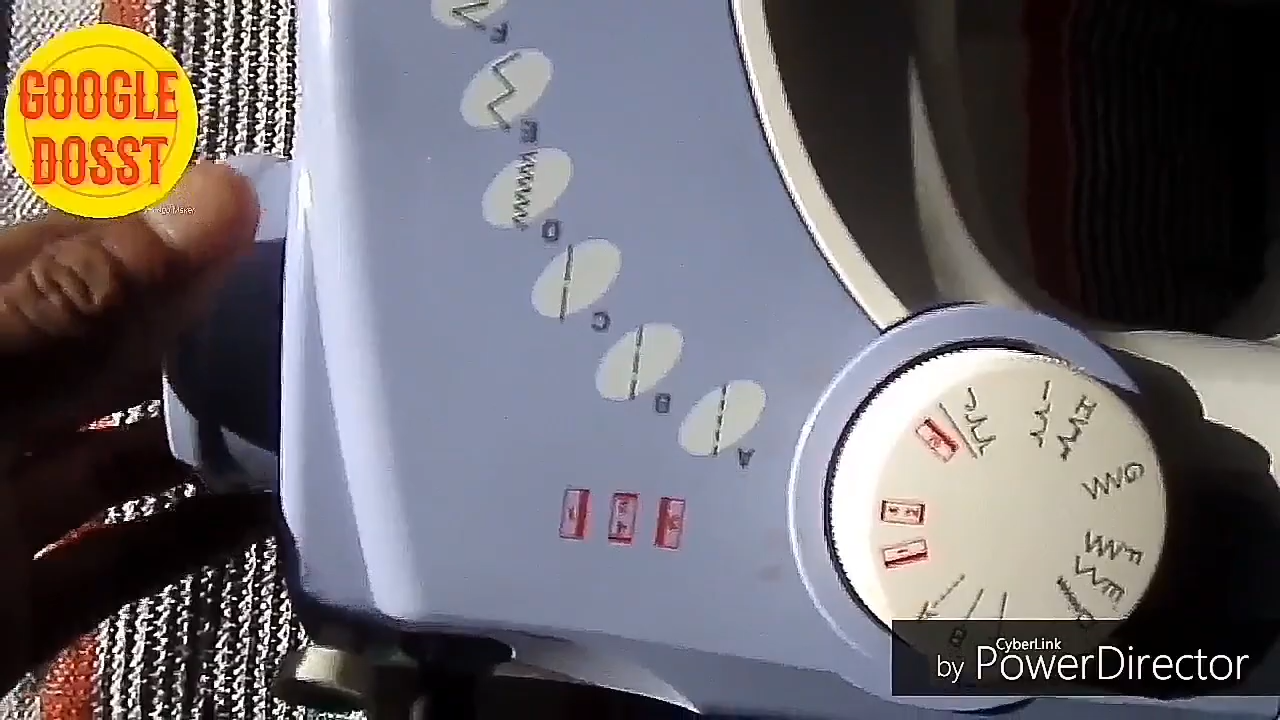 GOOGLE
DOSST
F
E
D
C
B
A
H
G
F
E
D
A
B
CyberLink
by PowerDirector